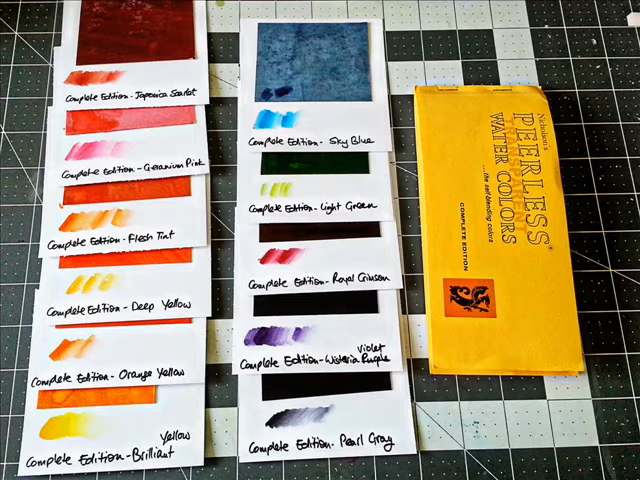 Complete Edition - Japonica Scarlet
Complete Edition - Geranium Pink
Complete Edition - Flesh Tint
Complete Edition - Deep Yellow
Complete Edition - Orange Yellow
Yellow
Complete Edition - Brilliant
Complete Edition - Sky Blue
Complete Edition - Light Green
Complete Edition - Royal Crimson
Violet
Complete Edition - Wisteria Purple
Complete Edition - Pearl Gray
Nicholson's
PEERLESS®
TRANSPARENT
WATER COLORS
...the self-blending colors
COMPLETE EDITION